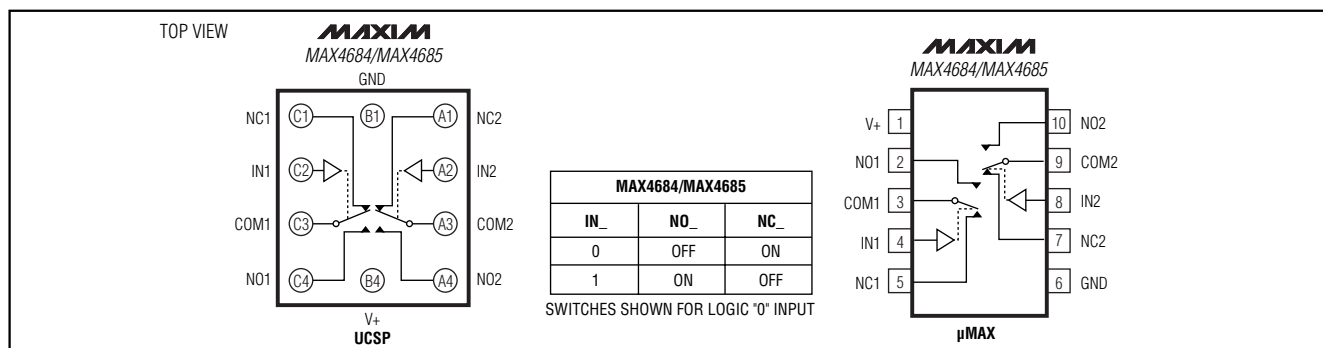 TOP VIEW
MAXIM
MAX4684/MAX4685
GND
NC1 C1 B1 A1 NC2
IN1 C2 A2 IN2
COM1 C3 A3 COM2
NO1 C4 B4 A4 NO2
V+
UCSP
MAX4684/MAX4685
IN_ NO_ NC_
0 OFF ON
1 ON OFF
SWITCHES SHOWN FOR LOGIC "0" INPUT
MAXIM
MAX4684/MAX4685
V+ 1 10 NO2
NO1 2 9 COM2
COM1 3 8 IN2
IN1 4 7 NC2
NC1 5 6 GND
µMAX